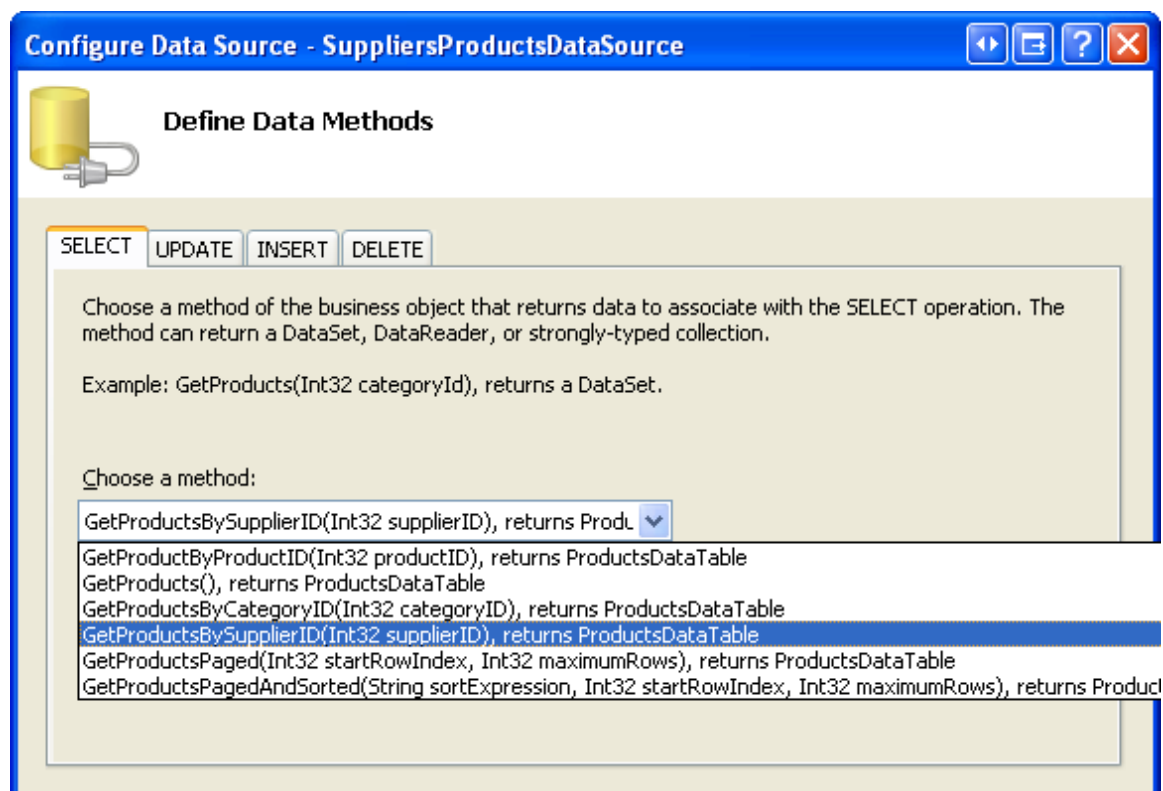 Configure Data Source - SuppliersProductsDataSource
Define Data Methods
SELECT UPDATE INSERT DELETE
Choose a method of the business object that returns data to associate with the SELECT operation. The
method can return a DataSet, DataReader, or strongly-typed collection.
Example: GetProducts(Int32 categoryId), returns a DataSet.
Choose a method:
GetProductsBySupplierID(Int32 supplierID), returns Produ
GetProductByProductID(Int32 productID), returns ProductsDataTable
GetProducts(), returns ProductsDataTable
GetProductsByCategoryID(Int32 categoryID), returns ProductsDataTable
GetProductsBySupplierID(Int32 supplierID), returns ProductsDataTable
GetProductsPaged(Int32 startRowIndex, Int32 maximumRows), returns ProductsDataTable
GetProductsPagedAndSorted(String sortExpression, Int32 startRowIndex, Int32 maximumRows), returns Product